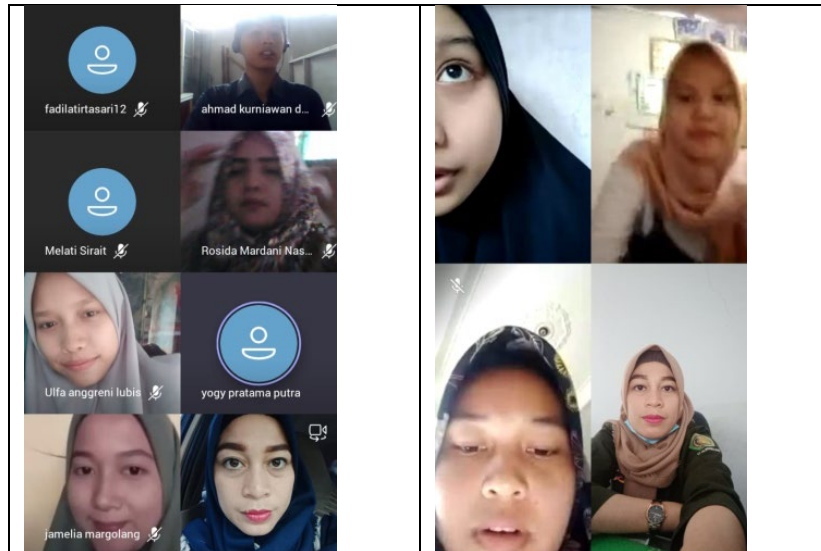 fadilatirtasari12
ahmad kurniawan d...
Melati Sirait
Rosida Mardani Nas...
Ulfa anggreni lubis
yogy pratama putra
jamelia margolang